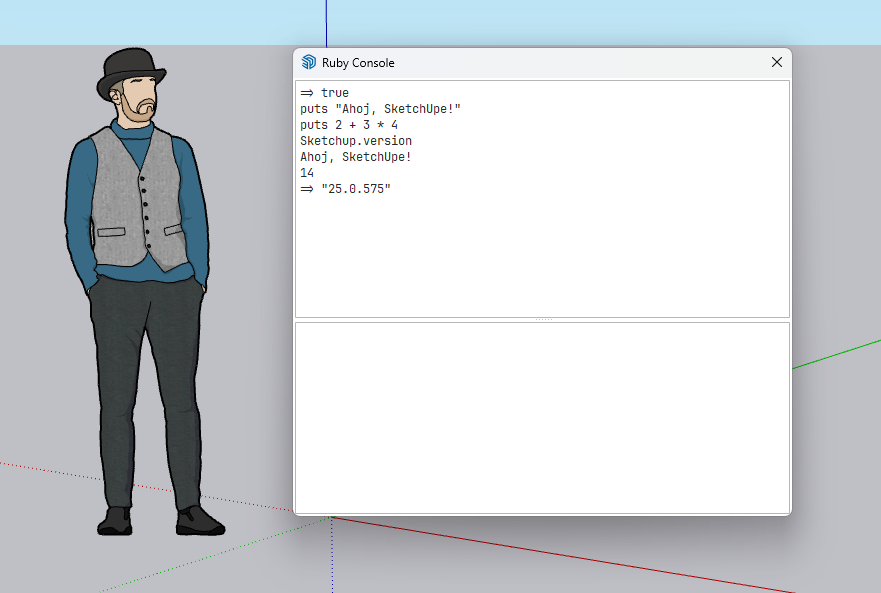 Ruby Console
=> true
puts "Ahoj, SketchUpe!"
puts 2 + 3 * 4
Sketchup.version
Ahoj, SketchUpe!
14
=> "25.0.575"